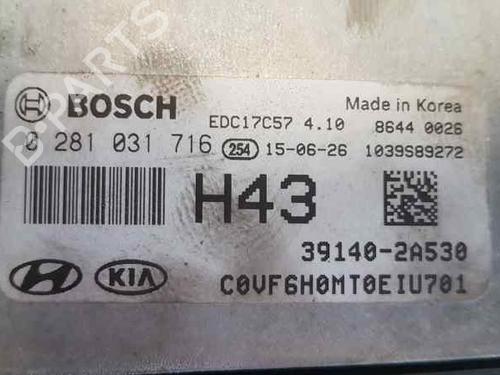 B-PARTS
BOSCH
EDC17C57 4.10
Made in Korea
8644 0026
0 281 031 716
254
15-06-26
1039S89272
H43
39140-2A530
KIA
C0VF6H0MT0EIU701